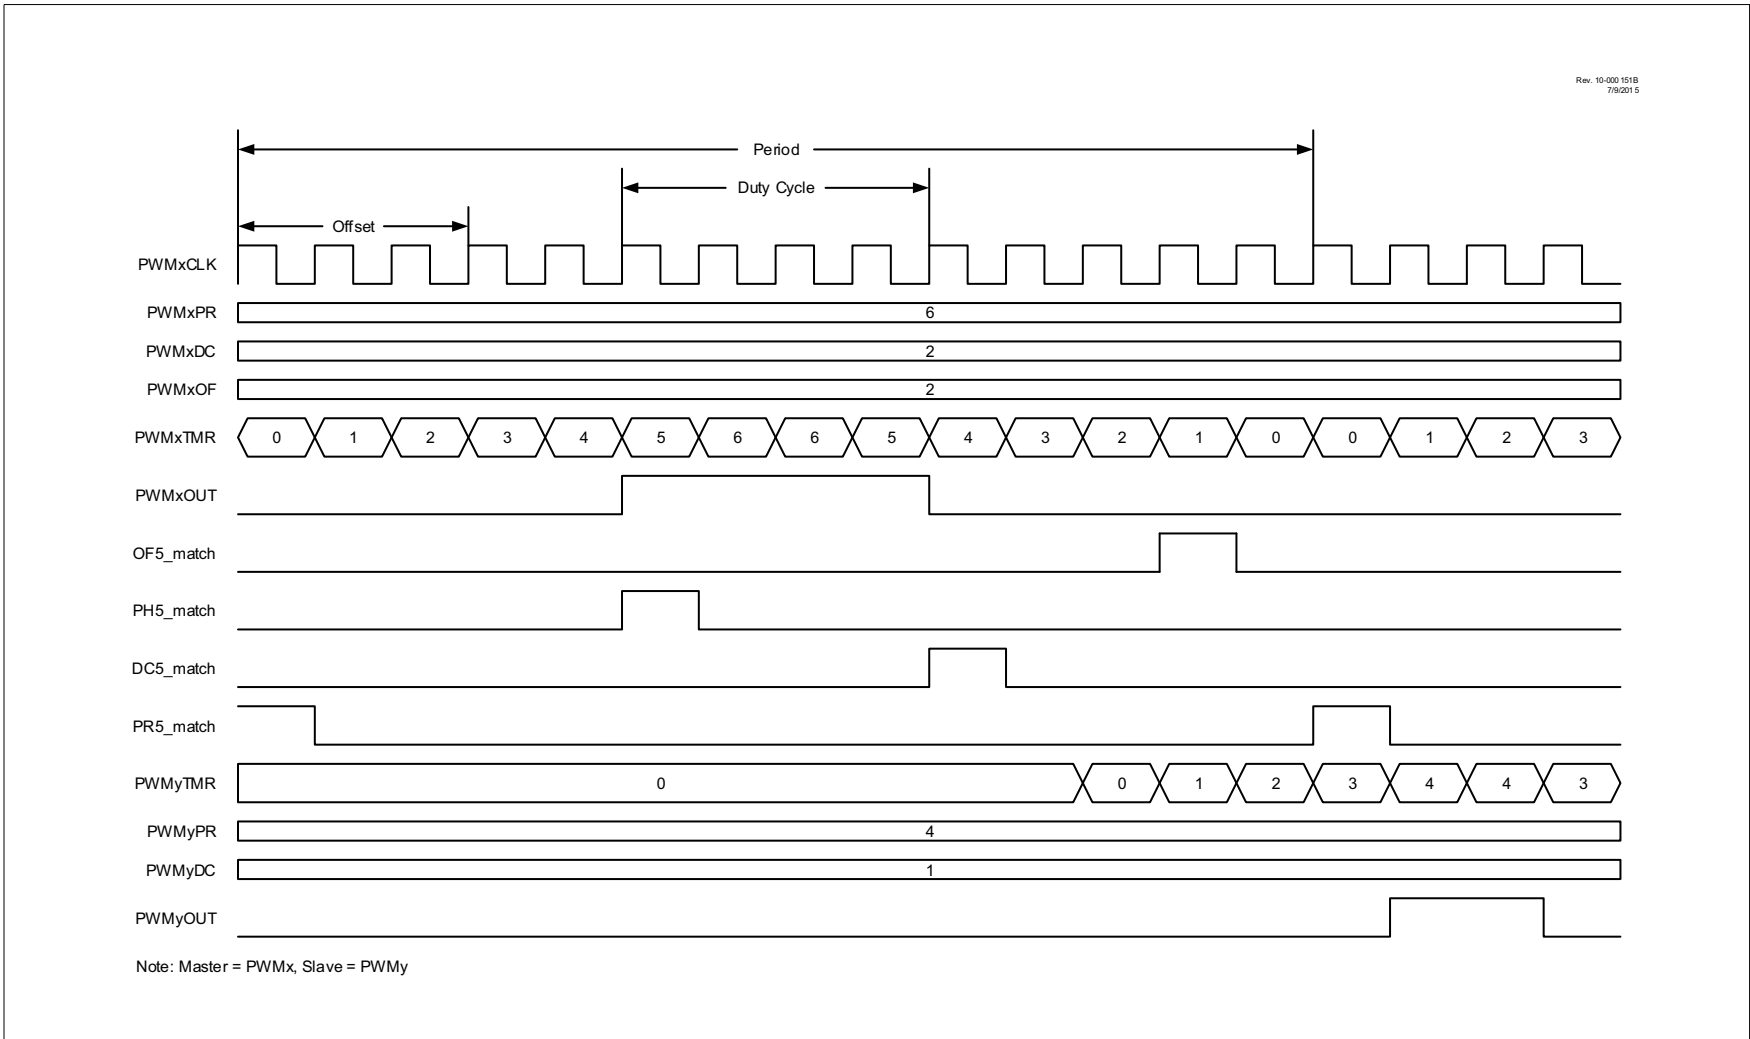 Rev. 10-000 151B
7/9/201 5
Period
Duty Cycle
Offset
PWMxCLK
PWMxPR 6
PWMxDC 2
PWMxOF 2
PWMxTMR 0 1 2 3 4 5 6 6 5 4 3 2 1 0 0 1 2 3
PWMxOUT
OF5_match
PH5_match
DC5_match
PR5_match
PWMyTMR 0 0 1 2 3 4 4 3
PWMyPR 4
PWMyDC 1
PWMyOUT
Note: Master = PWMx, Slave = PWMy